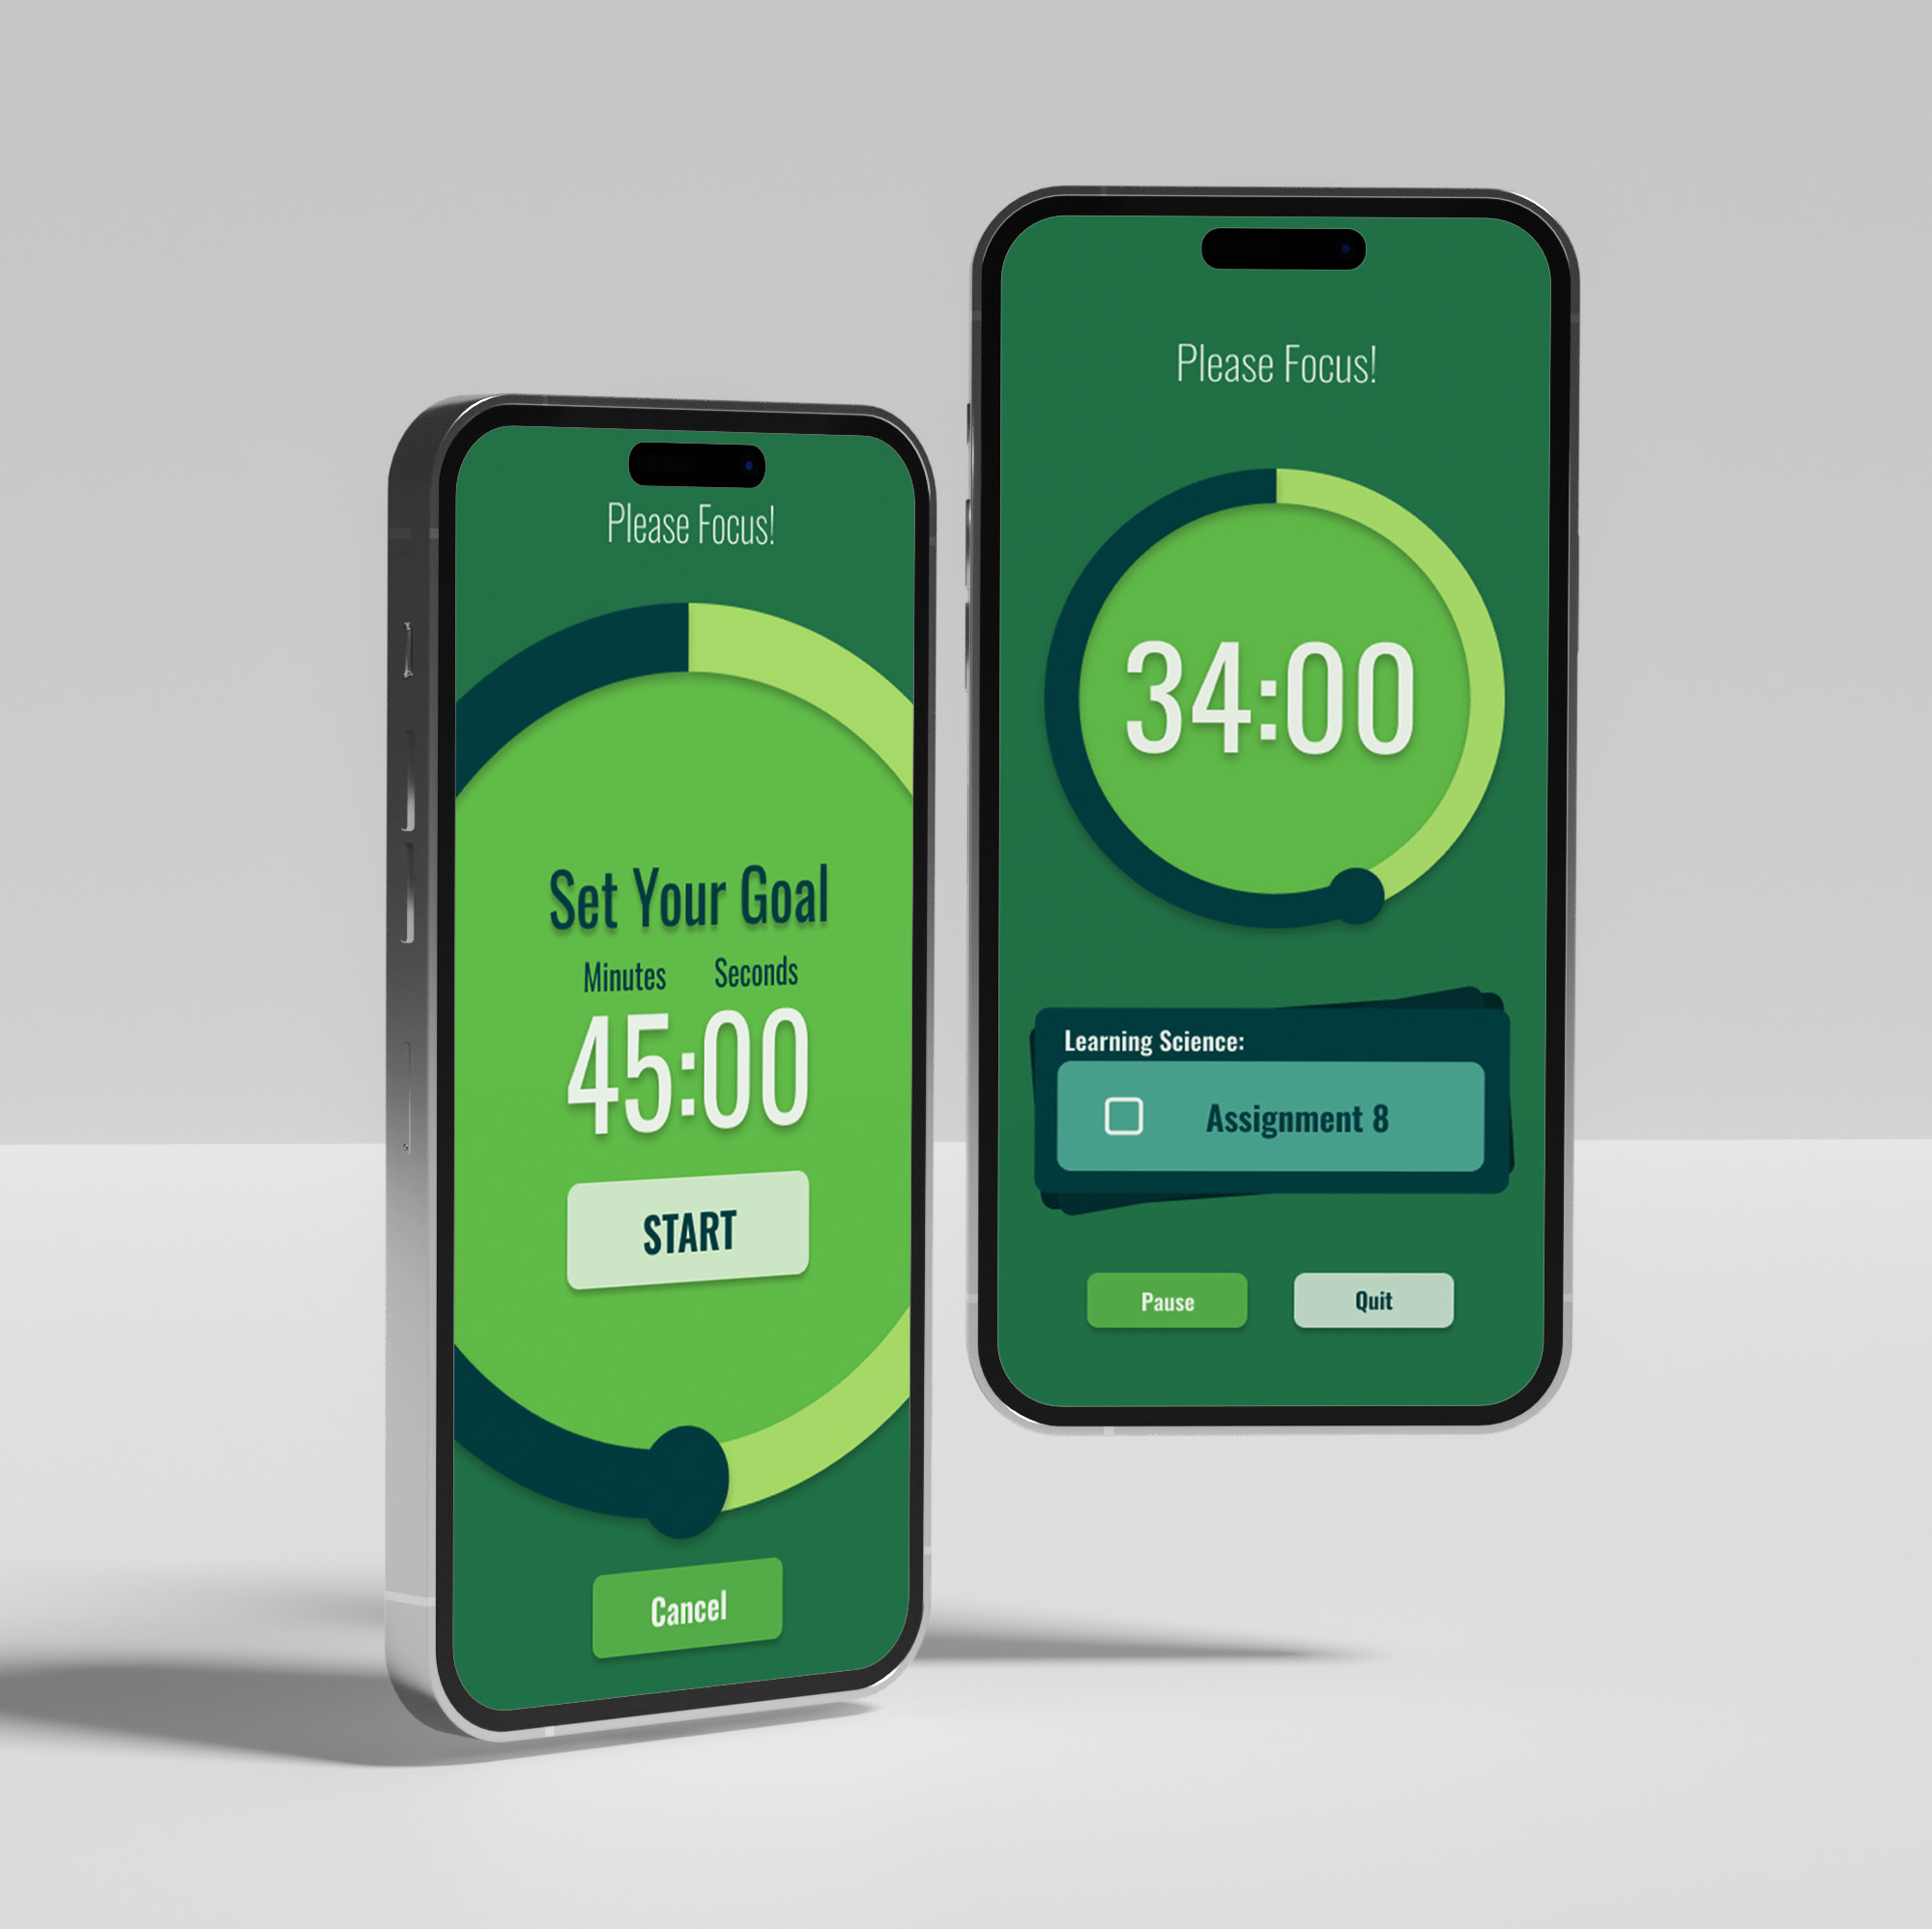 Please Focus!
Set Your Goal
Minutes Seconds
45:00
START
Cancel
Please Focus!
34:00
Learning Science:
Assignment 8
Pause Quit